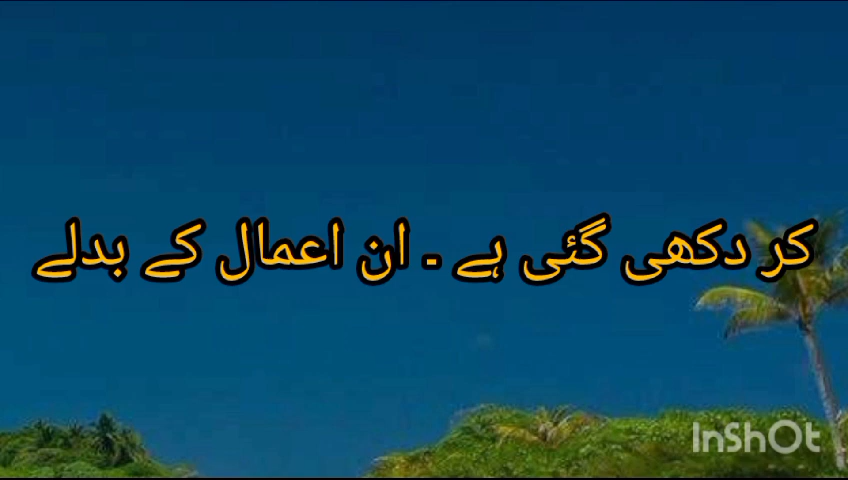 کر دکھی گئی ہے ۔ ان اعمال کے بدلے
InShOt